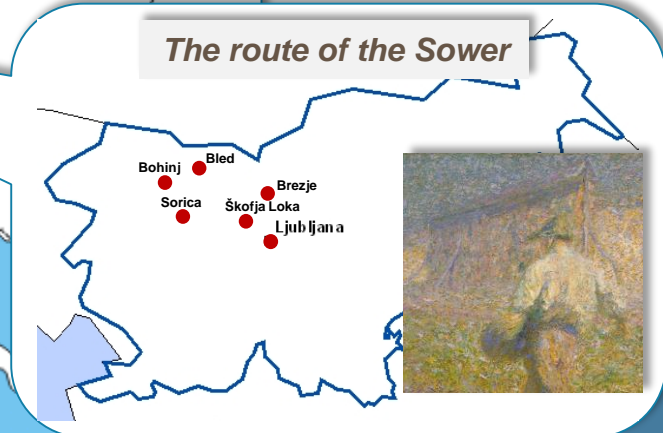 The route of the Sower
Bled
Bohinj
Brezje
Sorica
Škofja Loka
Ljubljana